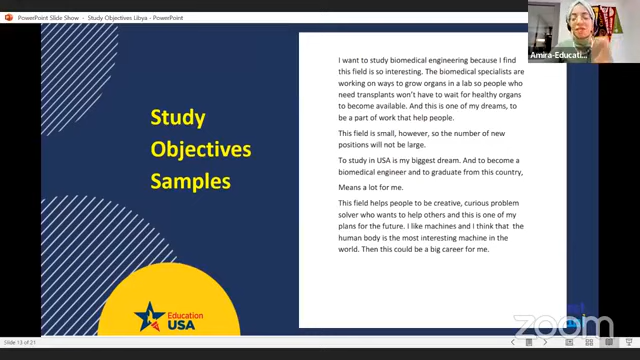 PowerPoint Slide Show - Study Objectives Libya - PowerPoint
Amira-Educati...
Study
Objectives
Samples
I want to study biomedical engineering because I find
this field is so interesting. The biomedical specialists are
working on ways to grow organs in a lab so people who
need transplants won't have to wait for healthy organs
to become available. And this is one of my dreams, to
be a part of work that help people.
This field is small, however, so the number of new
positions will not be large.
To study in USA is my biggest dream. And to become a
biomedical engineer and to graduate from this country,
Means a lot for me.
This field helps people to be creative, curious problem
solver who wants to help others and this is one of my
plans for the future. I like machines and I think that the
human body is the most interesting machine in the
world. Then this could be a big career for me.
Education
USA
zoom
Slide 13 of 21